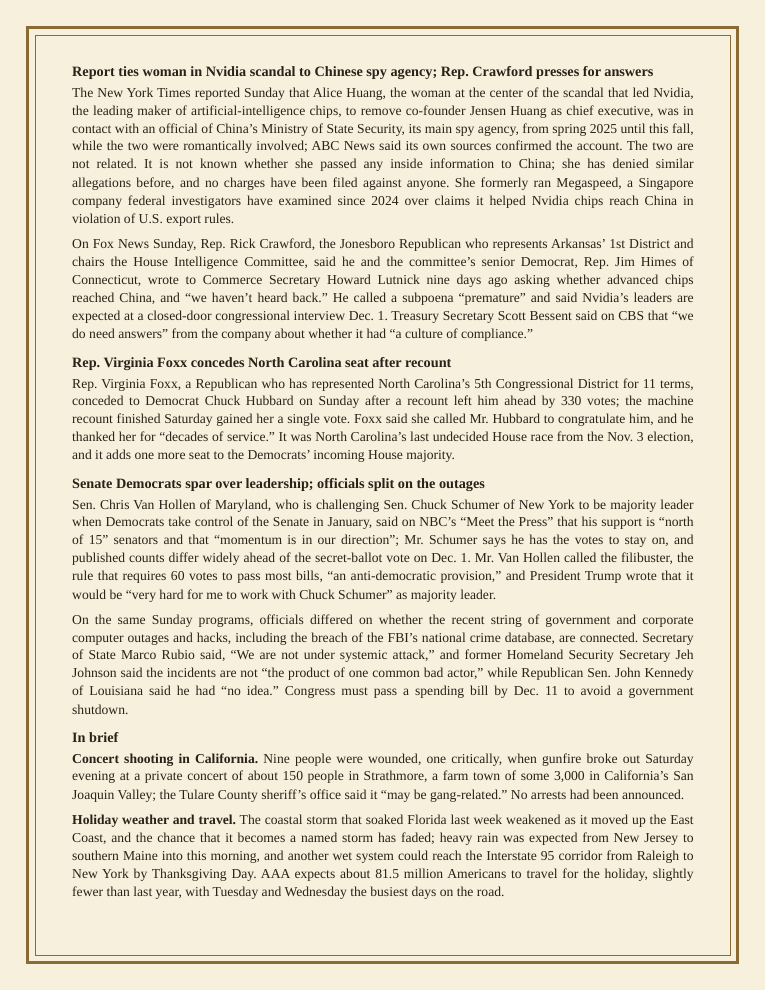 Report ties woman in Nvidia scandal to Chinese spy agency; Rep. Crawford presses for answers
The New York Times reported Sunday that Alice Huang, the woman at the center of the scandal that led Nvidia,
the leading maker of artificial-intelligence chips, to remove co-founder Jensen Huang as chief executive, was in
contact with an official of China’s Ministry of State Security, its main spy agency, from spring 2025 until this fall,
while the two were romantically involved; ABC News said its own sources confirmed the account. The two are
not related. It is not known whether she passed any inside information to China; she has denied similar
allegations before, and no charges have been filed against anyone. She formerly ran Megaspeed, a Singapore
company federal investigators have examined since 2024 over claims it helped Nvidia chips reach China in
violation of U.S. export rules.
On Fox News Sunday, Rep. Rick Crawford, the Jonesboro Republican who represents Arkansas’ 1st District and
chairs the House Intelligence Committee, said he and the committee’s senior Democrat, Rep. Jim Himes of
Connecticut, wrote to Commerce Secretary Howard Lutnick nine days ago asking whether advanced chips
reached China, and “we haven’t heard back.” He called a subpoena “premature” and said Nvidia’s leaders are
expected at a closed-door congressional interview Dec. 1. Treasury Secretary Scott Bessent said on CBS that “we
do need answers” from the company about whether it had “a culture of compliance.”
Rep. Virginia Foxx concedes North Carolina seat after recount
Rep. Virginia Foxx, a Republican who has represented North Carolina’s 5th Congressional District for 11 terms,
conceded to Democrat Chuck Hubbard on Sunday after a recount left him ahead by 330 votes; the machine
recount finished Saturday gained her a single vote. Foxx said she called Mr. Hubbard to congratulate him, and he
thanked her for “decades of service.” It was North Carolina’s last undecided House race from the Nov. 3 election,
and it adds one more seat to the Democrats’ incoming House majority.
Senate Democrats spar over leadership; officials split on the outages
Sen. Chris Van Hollen of Maryland, who is challenging Sen. Chuck Schumer of New York to be majority leader
when Democrats take control of the Senate in January, said on NBC’s “Meet the Press” that his support is “north
of 15” senators and that “momentum is in our direction”; Mr. Schumer says he has the votes to stay on, and
published counts differ widely ahead of the secret-ballot vote on Dec. 1. Mr. Van Hollen called the filibuster, the
rule that requires 60 votes to pass most bills, “an anti-democratic provision,” and President Trump wrote that it
would be “very hard for me to work with Chuck Schumer” as majority leader.
On the same Sunday programs, officials differed on whether the recent string of government and corporate
computer outages and hacks, including the breach of the FBI’s national crime database, are connected. Secretary
of State Marco Rubio said, “We are not under systemic attack,” and former Homeland Security Secretary Jeh
Johnson said the incidents are not “the product of one common bad actor,” while Republican Sen. John Kennedy
of Louisiana said he had “no idea.” Congress must pass a spending bill by Dec. 11 to avoid a government
shutdown.
In brief
Concert shooting in California. Nine people were wounded, one critically, when gunfire broke out Saturday
evening at a private concert of about 150 people in Strathmore, a farm town of some 3,000 in California’s San
Joaquin Valley; the Tulare County sheriff’s office said it “may be gang-related.” No arrests had been announced.
Holiday weather and travel. The coastal storm that soaked Florida last week weakened as it moved up the East
Coast, and the chance that it becomes a named storm has faded; heavy rain was expected from New Jersey to
southern Maine into this morning, and another wet system could reach the Interstate 95 corridor from Raleigh to
New York by Thanksgiving Day. AAA expects about 81.5 million Americans to travel for the holiday, slightly
fewer than last year, with Tuesday and Wednesday the busiest days on the road.